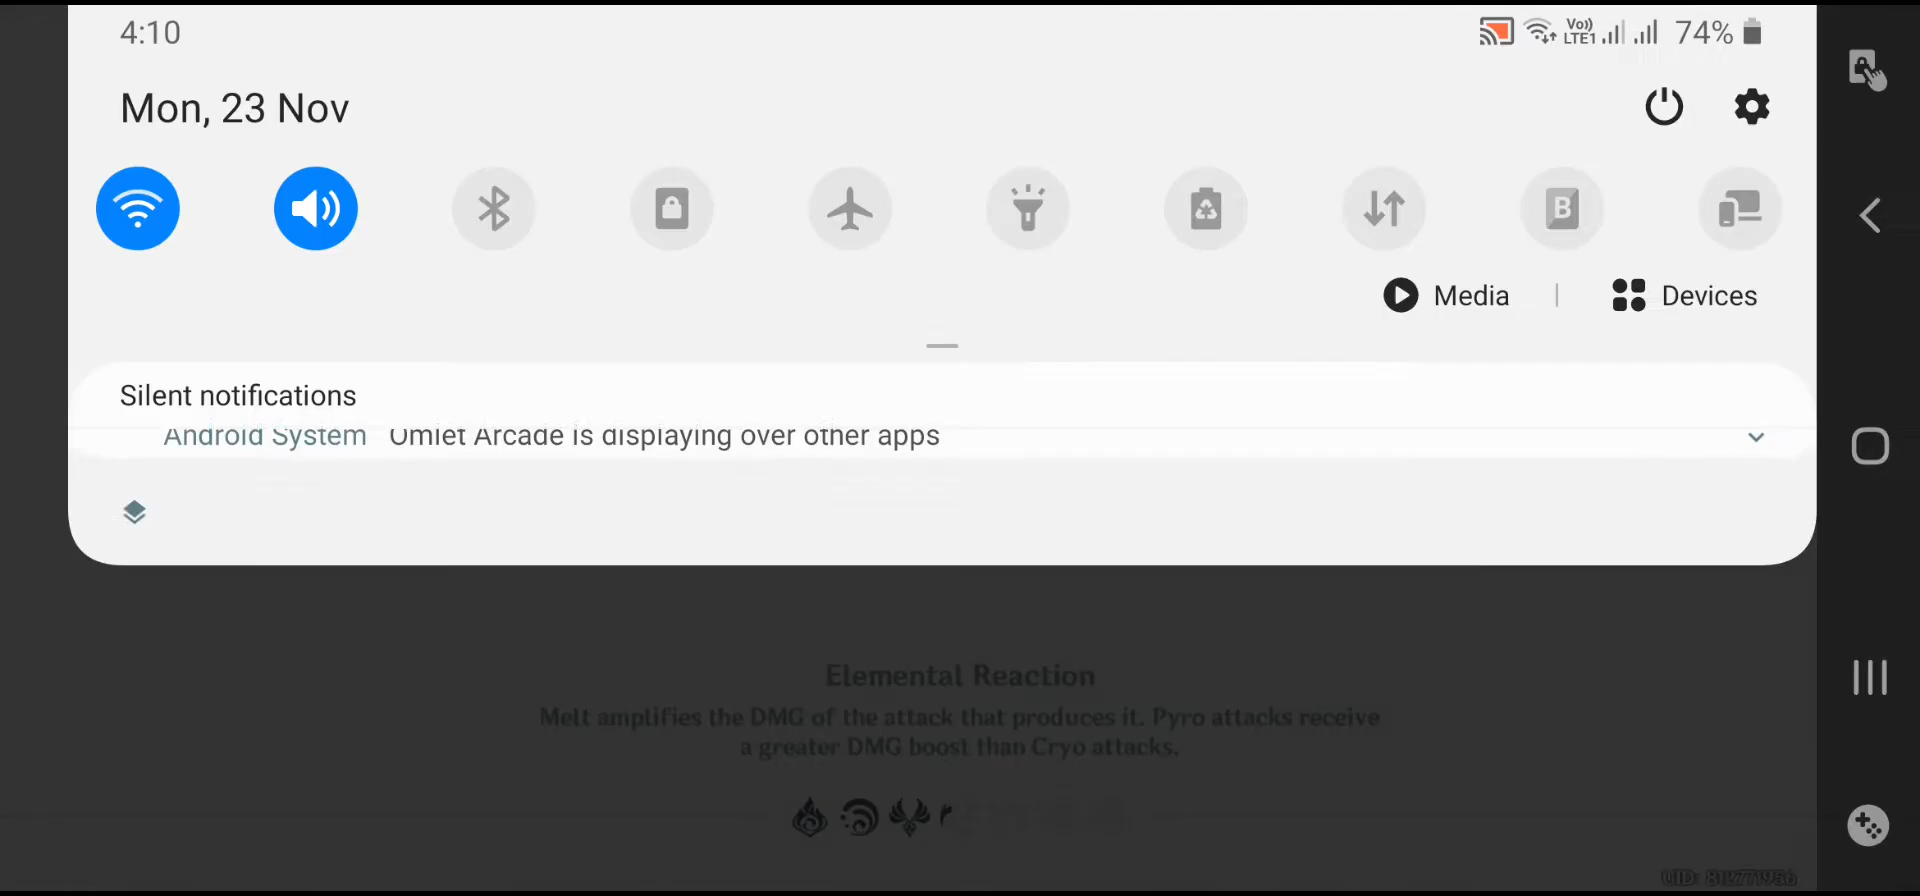 4:10
Vo)) LTE1
74%
Mon, 23 Nov
B
Media | Devices
Silent notifications
Android System Omlet Arcade is displaying over other apps
Elemental Reaction
Melt amplifies the DMG of the attack that produces it. Pyro attacks receive
a greater DMG boost than Cryo attacks.